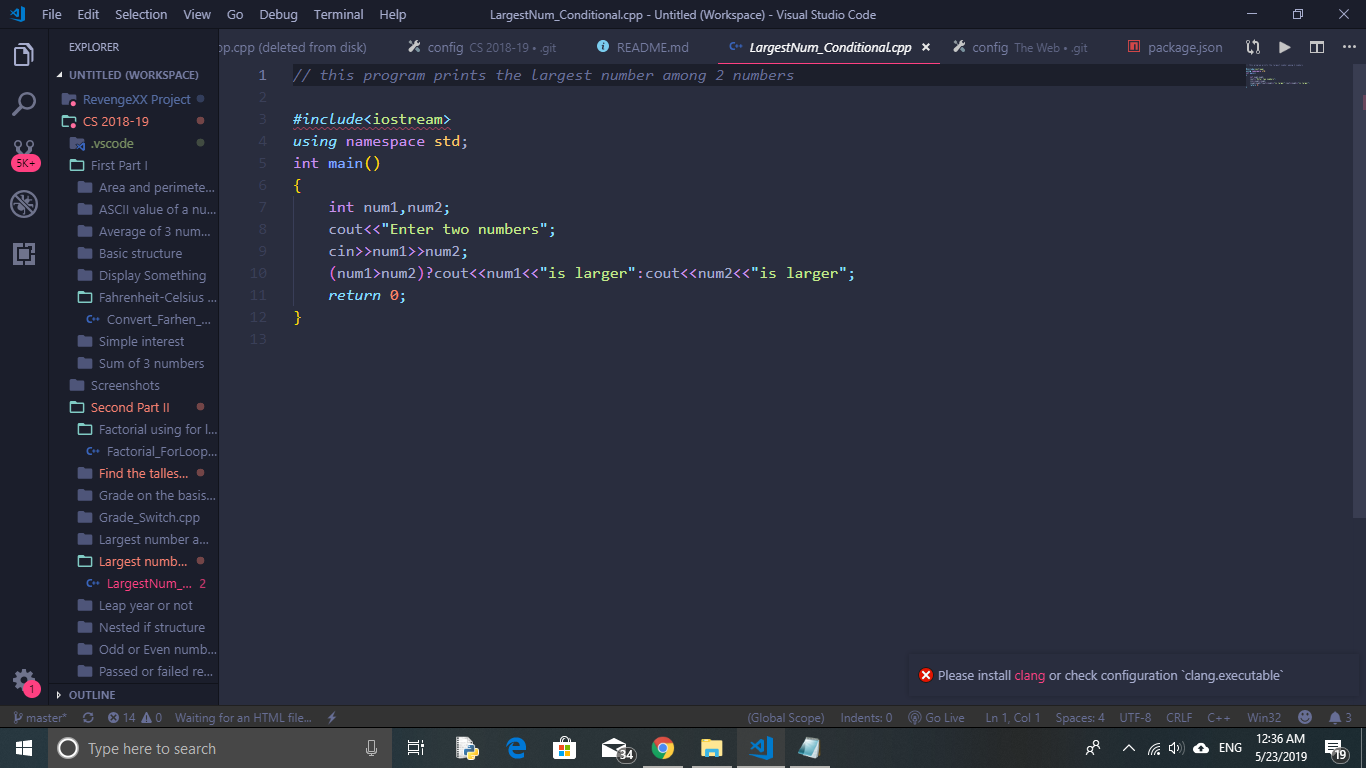 File Edit Selection View Go Debug Terminal Help LargestNum_Conditional.cpp - Untitled (Workspace) - Visual Studio Code
EXPLORER
op.cpp (deleted from disk) config CS 2018-19 • .git README.md LargestNum_Conditional.cpp config The Web • .git package.json
UNTITLED (WORKSPACE)
RevengeXX Project
CS 2018-19
.vscode
First Part I
Area and perimete...
ASCII value of a nu...
Average of 3 num...
Basic structure
Display Something
Fahrenheit-Celsius ...
Convert_Farhen_...
Simple interest
Sum of 3 numbers
Screenshots
Second Part II
Factorial using for l...
Factorial_ForLoop...
Find the talles...
Grade on the basis...
Grade_Switch.cpp
Largest number a...
Largest numb...
LargestNum_... 2
Leap year or not
Nested if structure
Odd or Even numb...
Passed or failed re...
OUTLINE
5K+
1
1 // this program prints the largest number among 2 numbers
2
3 #include<iostream>
4 using namespace std;
5 int main()
6 {
7 int num1,num2;
8 cout<<"Enter two numbers";
9 cin>>num1>>num2;
10 (num1>num2)?cout<<num1<<"is larger":cout<<num2<<"is larger";
11 return 0;
12 }
13
Please install clang or check configuration `clang.executable`
master* 14 0 Waiting for an HTML file... (Global Scope) Indents: 0 Go Live Ln 1, Col 1 Spaces: 4 UTF-8 CRLF C++ Win32 3
Type here to search 34 ENG 12:36 AM
5/23/2019 19